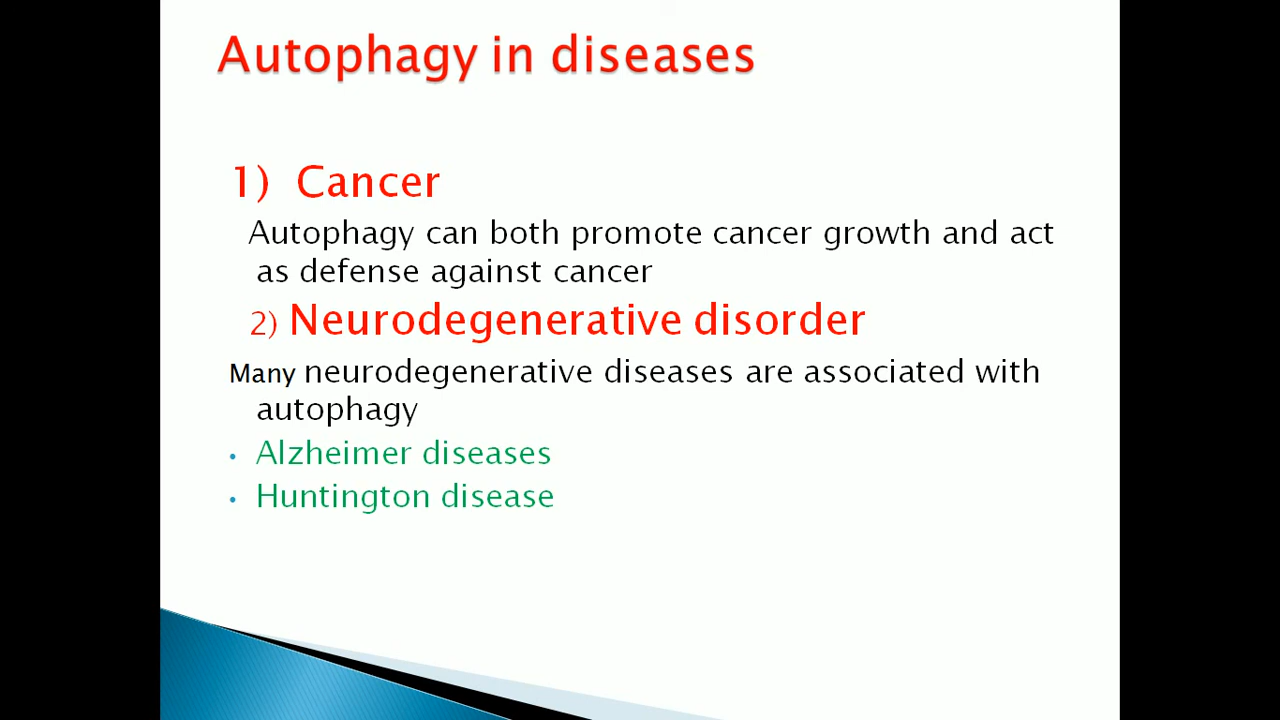 Autophagy in diseases
1) Cancer
Autophagy can both promote cancer growth and act
as defense against cancer
2) Neurodegenerative disorder
Many neurodegenerative diseases are associated with
autophagy
• Alzheimer diseases
• Huntington disease